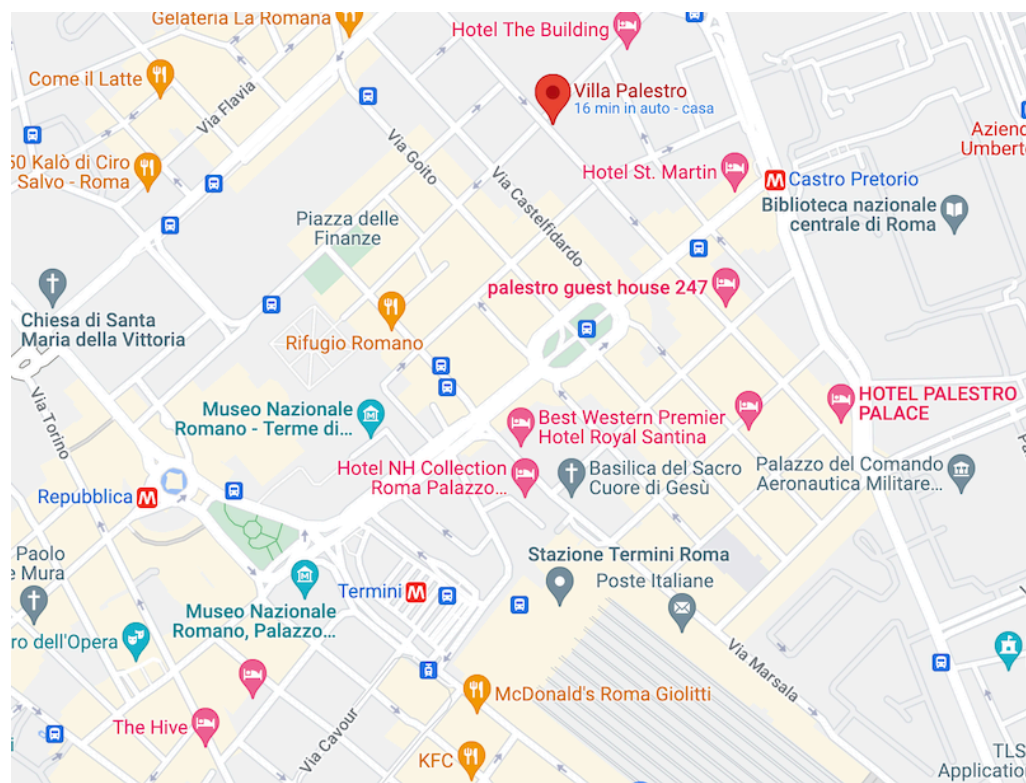 Gelateria La Romana
Hotel The Building
Come il Latte
Villa Palestro
16 min in auto - casa
Via Flavia
Aziend
Umberto
50 Kalò di Ciro
Salvo - Roma
Via Goito
Hotel St. Martin
Via Castelfidardo
Castro Pretorio
Biblioteca nazionale
centrale di Roma
Piazza delle
Finanze
palestro guest house 247
Chiesa di Santa
Maria della Vittoria
Rifugio Romano
Via Torino
Museo Nazionale
Romano - Terme di...
HOTEL PALESTRO
PALACE
Best Western Premier
Hotel Royal Santina
Hotel NH Collection
Roma Palazzo...
Basilica del Sacro
Cuore di Gesù
Palazzo del Comando
Aeronautica Militare...
Repubblica
M
Paolo
e Mura
Stazione Termini Roma
Poste Italiane
Termini
M
Museo Nazionale
Romano, Palazzo...
ro dell'Opera
Via Marsala
McDonald's Roma Giolitti
The Hive
Via Cavour
KFC
TLS
Application